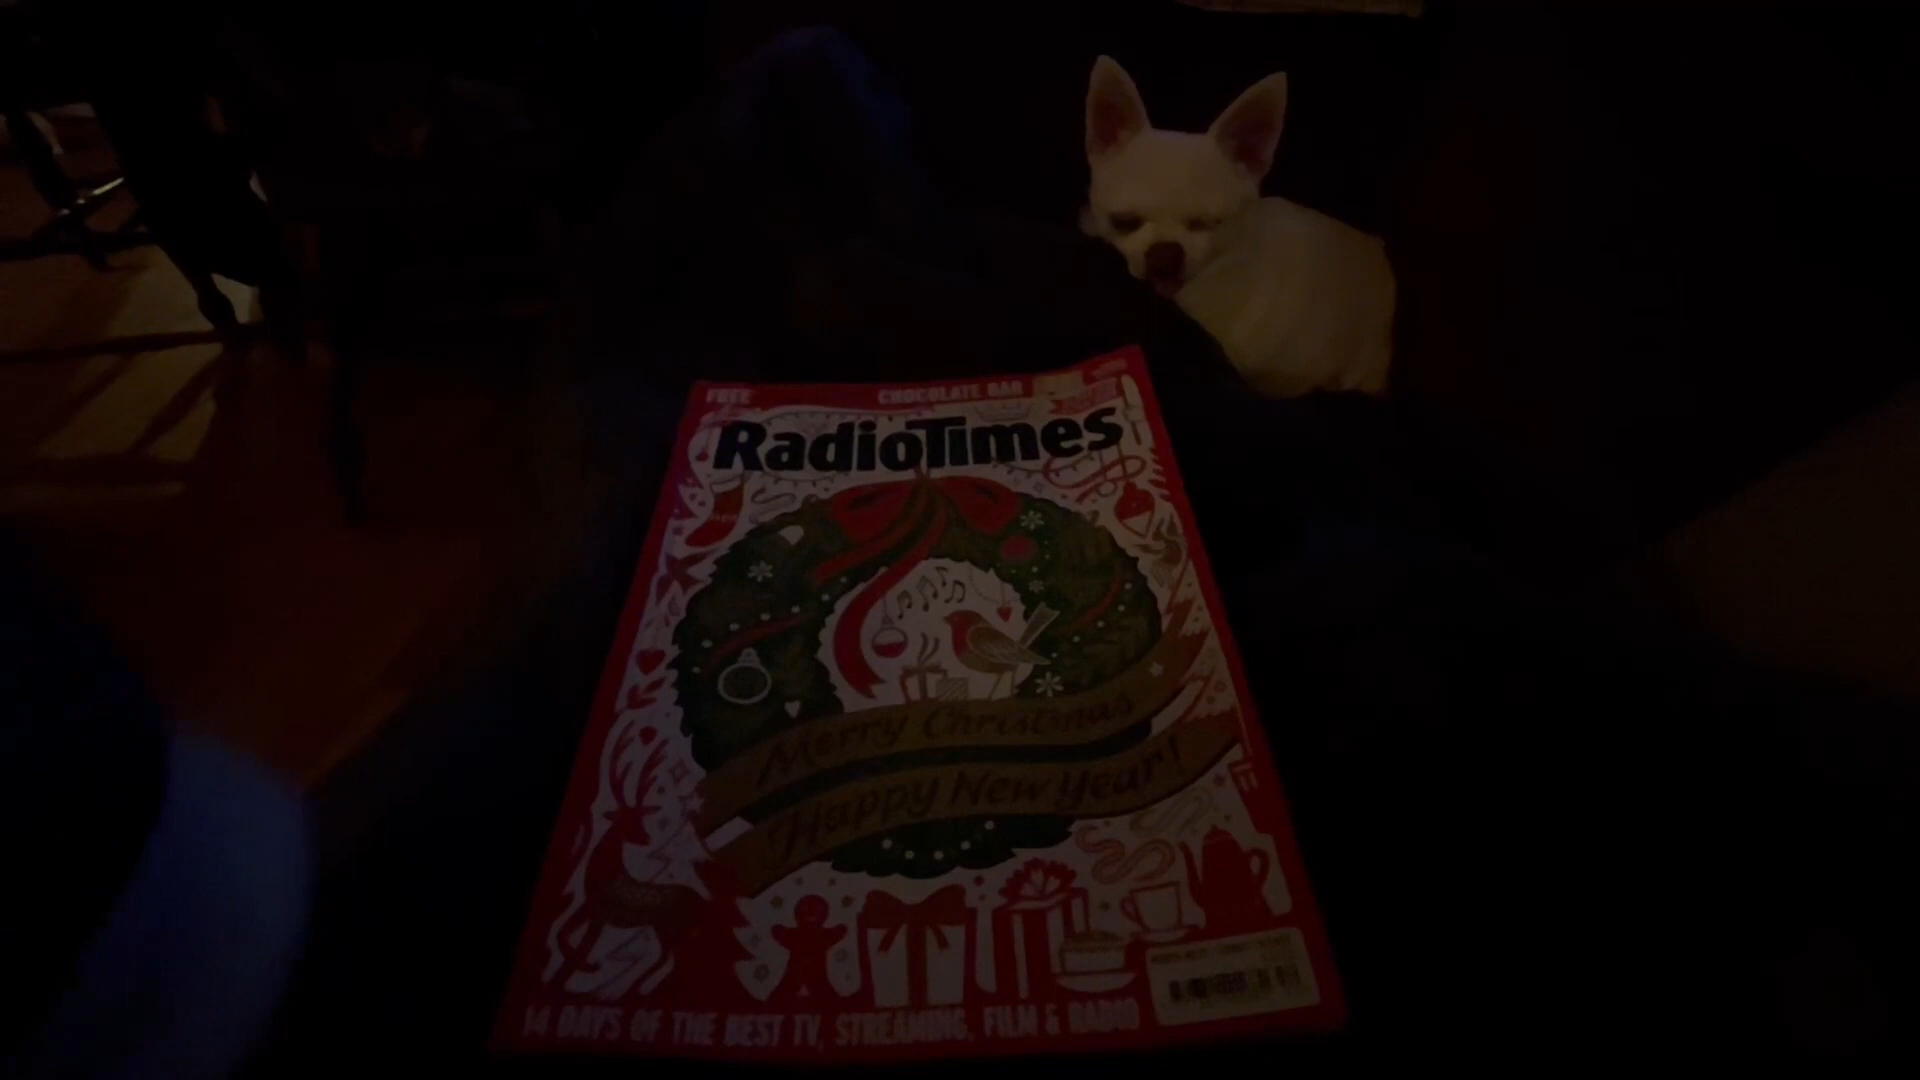 FREE CHOCOLATE BAR
RadioTimes
Merry Christmas
Happy New Year!
14 DAYS OF THE BEST TV, STREAMING, FILM & RADIO